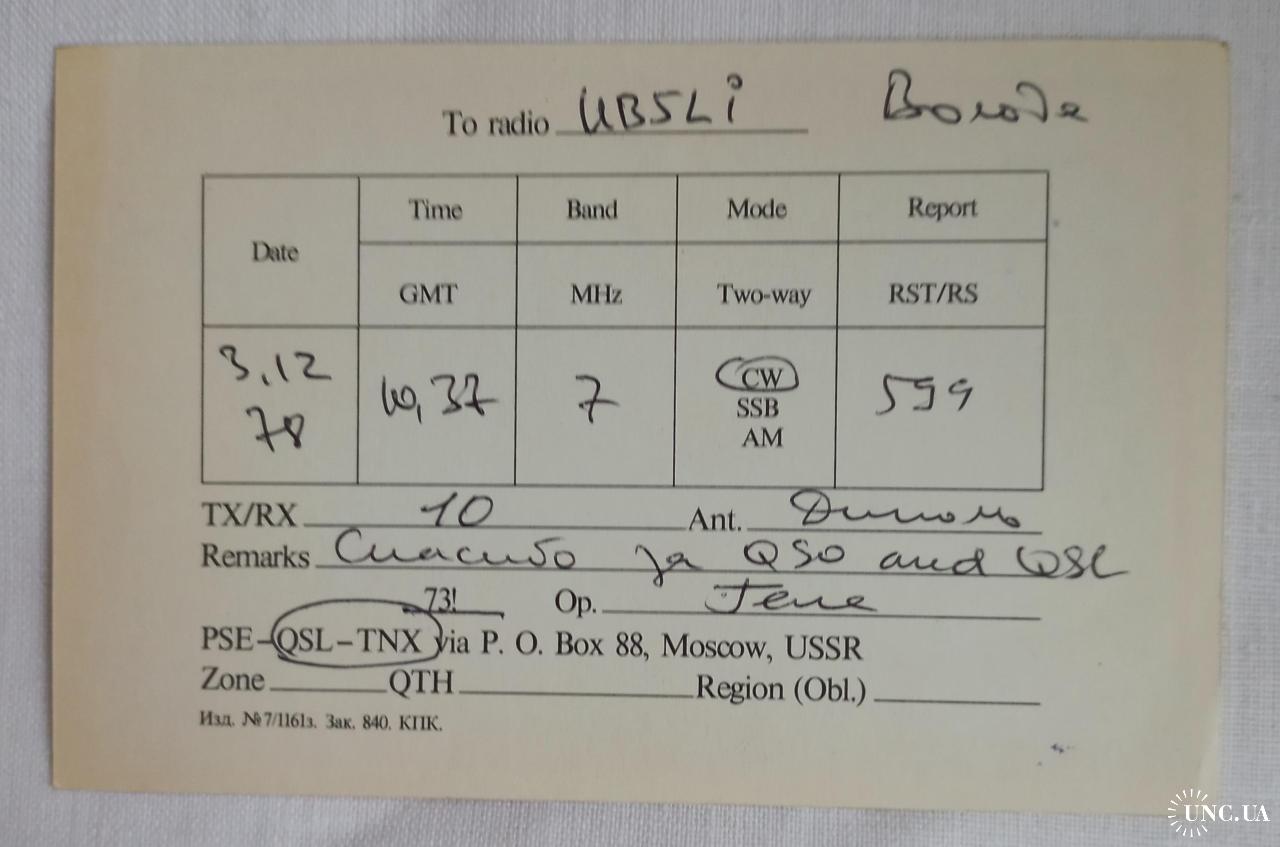 To radio UB5Li Володя
Date Time Band Mode Report
GMT MHz Two-way RST/RS
3,12 78 10,37 7 CW SSB AM 599
TX/RX 10 Ant. Диполь
Remarks Спасибо за QSO and QSL
73! Op. Гена
PSE-QSL-TNX via P. O. Box 88, Moscow, USSR
Zone QTH Region (Obl.)
Изд. №7/1161з. Зак. 840. КПК.
UNC.UA